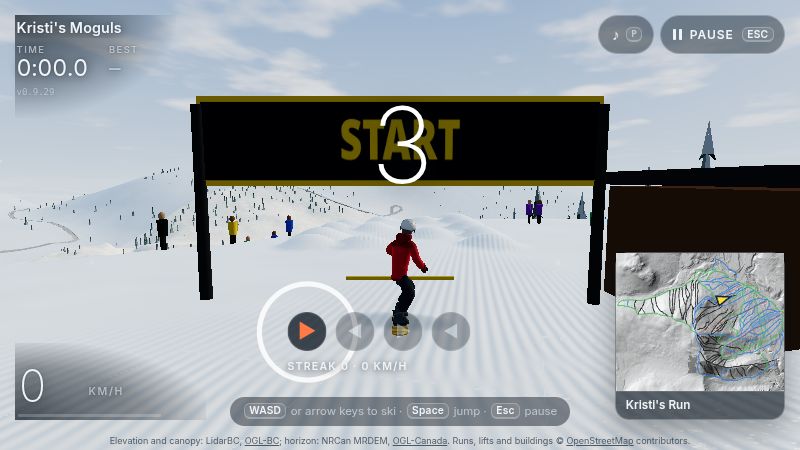 Kristi's Moguls
TIME BEST
0:00.0 —
v0.9.29
♪ P
PAUSE ESC
START
3
STREAK 0 · 0 KM/H
0 KM/H
WASD or arrow keys to ski · Space jump · Esc pause
Kristi's Run
Elevation and canopy: LidarBC, OGL-BC; horizon: NRCan MRDEM, OGL-Canada. Runs, lifts and buildings © OpenStreetMap contributors.